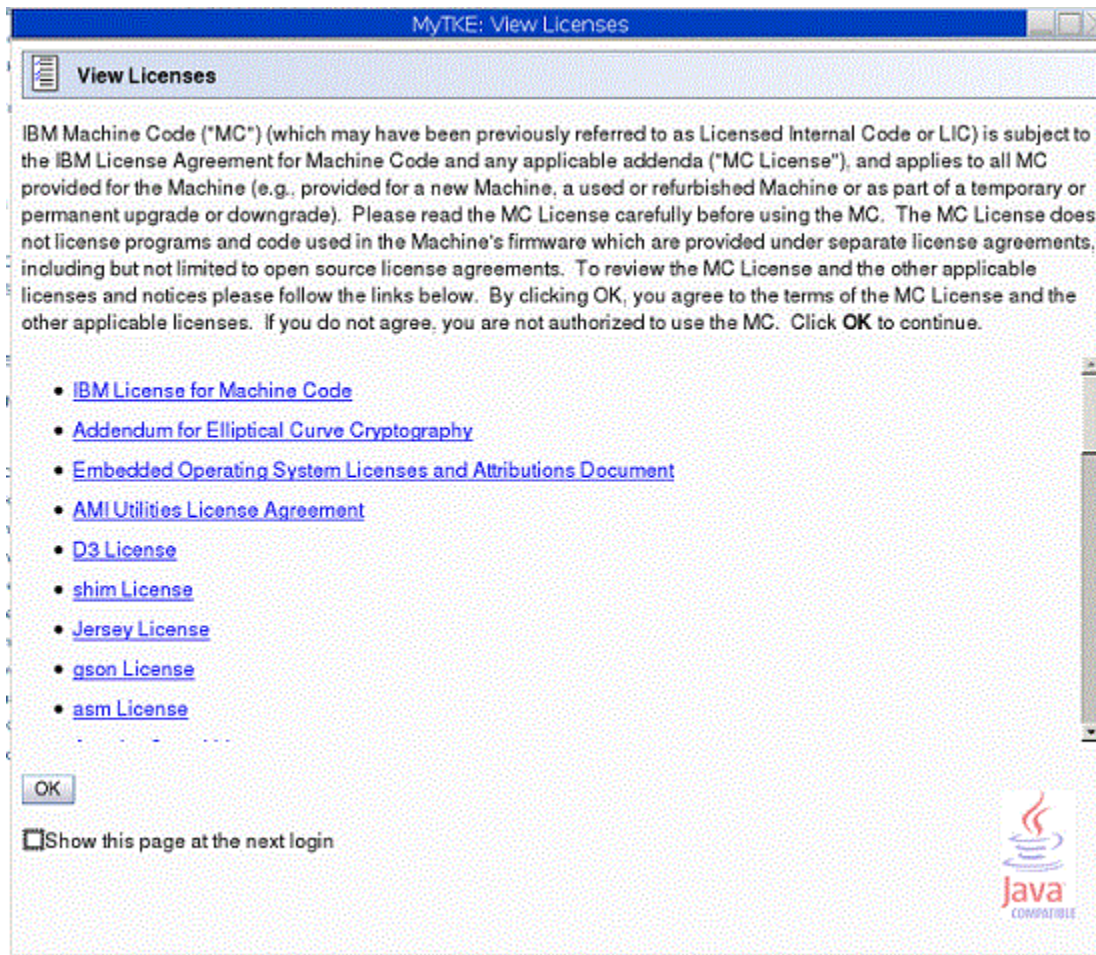 MyTKE: View Licenses
View Licenses
IBM Machine Code ("MC") (which may have been previously referred to as Licensed Internal Code or LIC) is subject to
the IBM License Agreement for Machine Code and any applicable addenda ("MC License"), and applies to all MC
provided for the Machine (e.g., provided for a new Machine, a used or refurbished Machine or as part of a temporary or
permanent upgrade or downgrade). Please read the MC License carefully before using the MC. The MC License does
not license programs and code used in the Machine's firmware which are provided under separate license agreements,
including but not limited to open source license agreements. To review the MC License and the other applicable
licenses and notices please follow the links below. By clicking OK, you agree to the terms of the MC License and the
other applicable licenses. If you do not agree, you are not authorized to use the MC. Click OK to continue.
• IBM License for Machine Code
• Addendum for Elliptical Curve Cryptography
• Embedded Operating System Licenses and Attributions Document
• AMI Utilities License Agreement
• D3 License
• shim License
• Jersey License
• gson License
• asm License
OK
Show this page at the next login
Java
COMPATIBLE